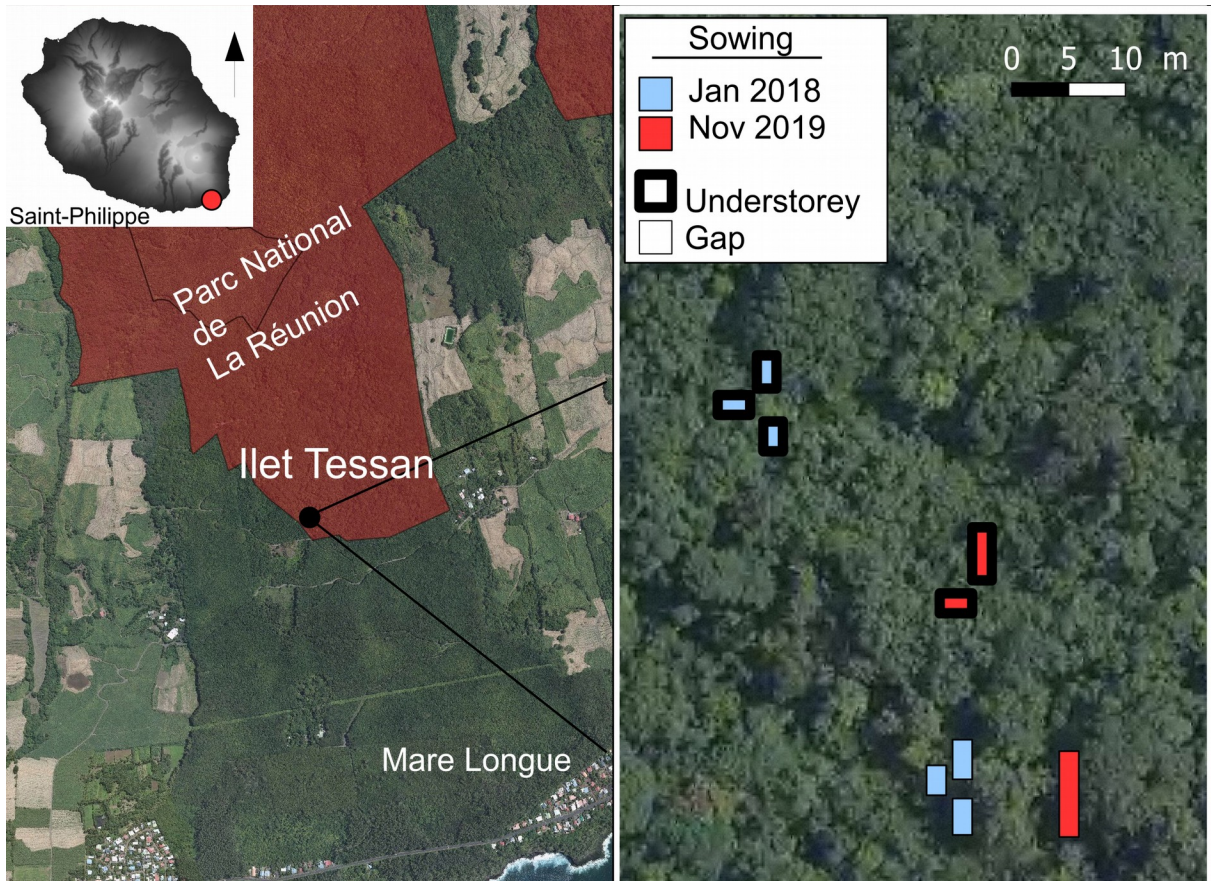 Saint-Philippe
Parc National
de
La Réunion
Ilet Tessan
Mare Longue
Sowing
Jan 2018
Nov 2019
Understorey
Gap
0 5 10 m